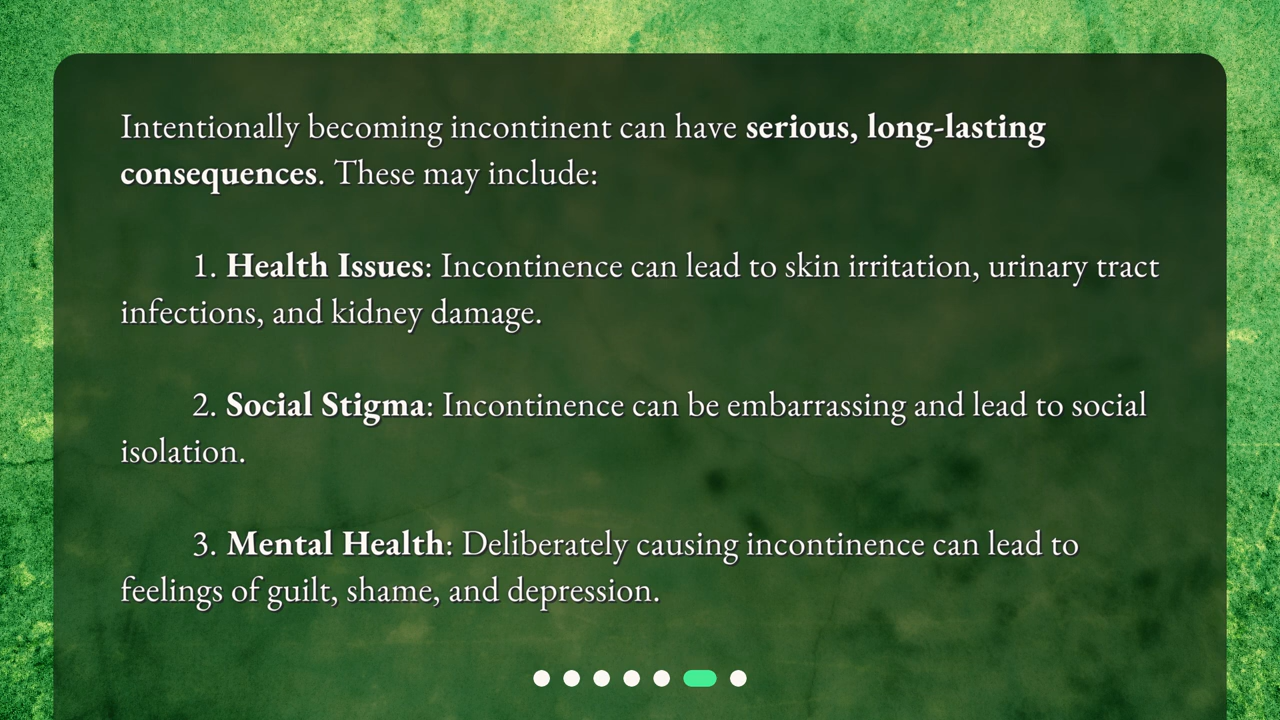 Intentionally becoming incontinent can have serious, long-lasting
consequences. These may include:
1. Health Issues: Incontinence can lead to skin irritation, urinary tract
infections, and kidney damage.
2. Social Stigma: Incontinence can be embarrassing and lead to social
isolation.
3. Mental Health: Deliberately causing incontinence can lead to
feelings of guilt, shame, and depression.